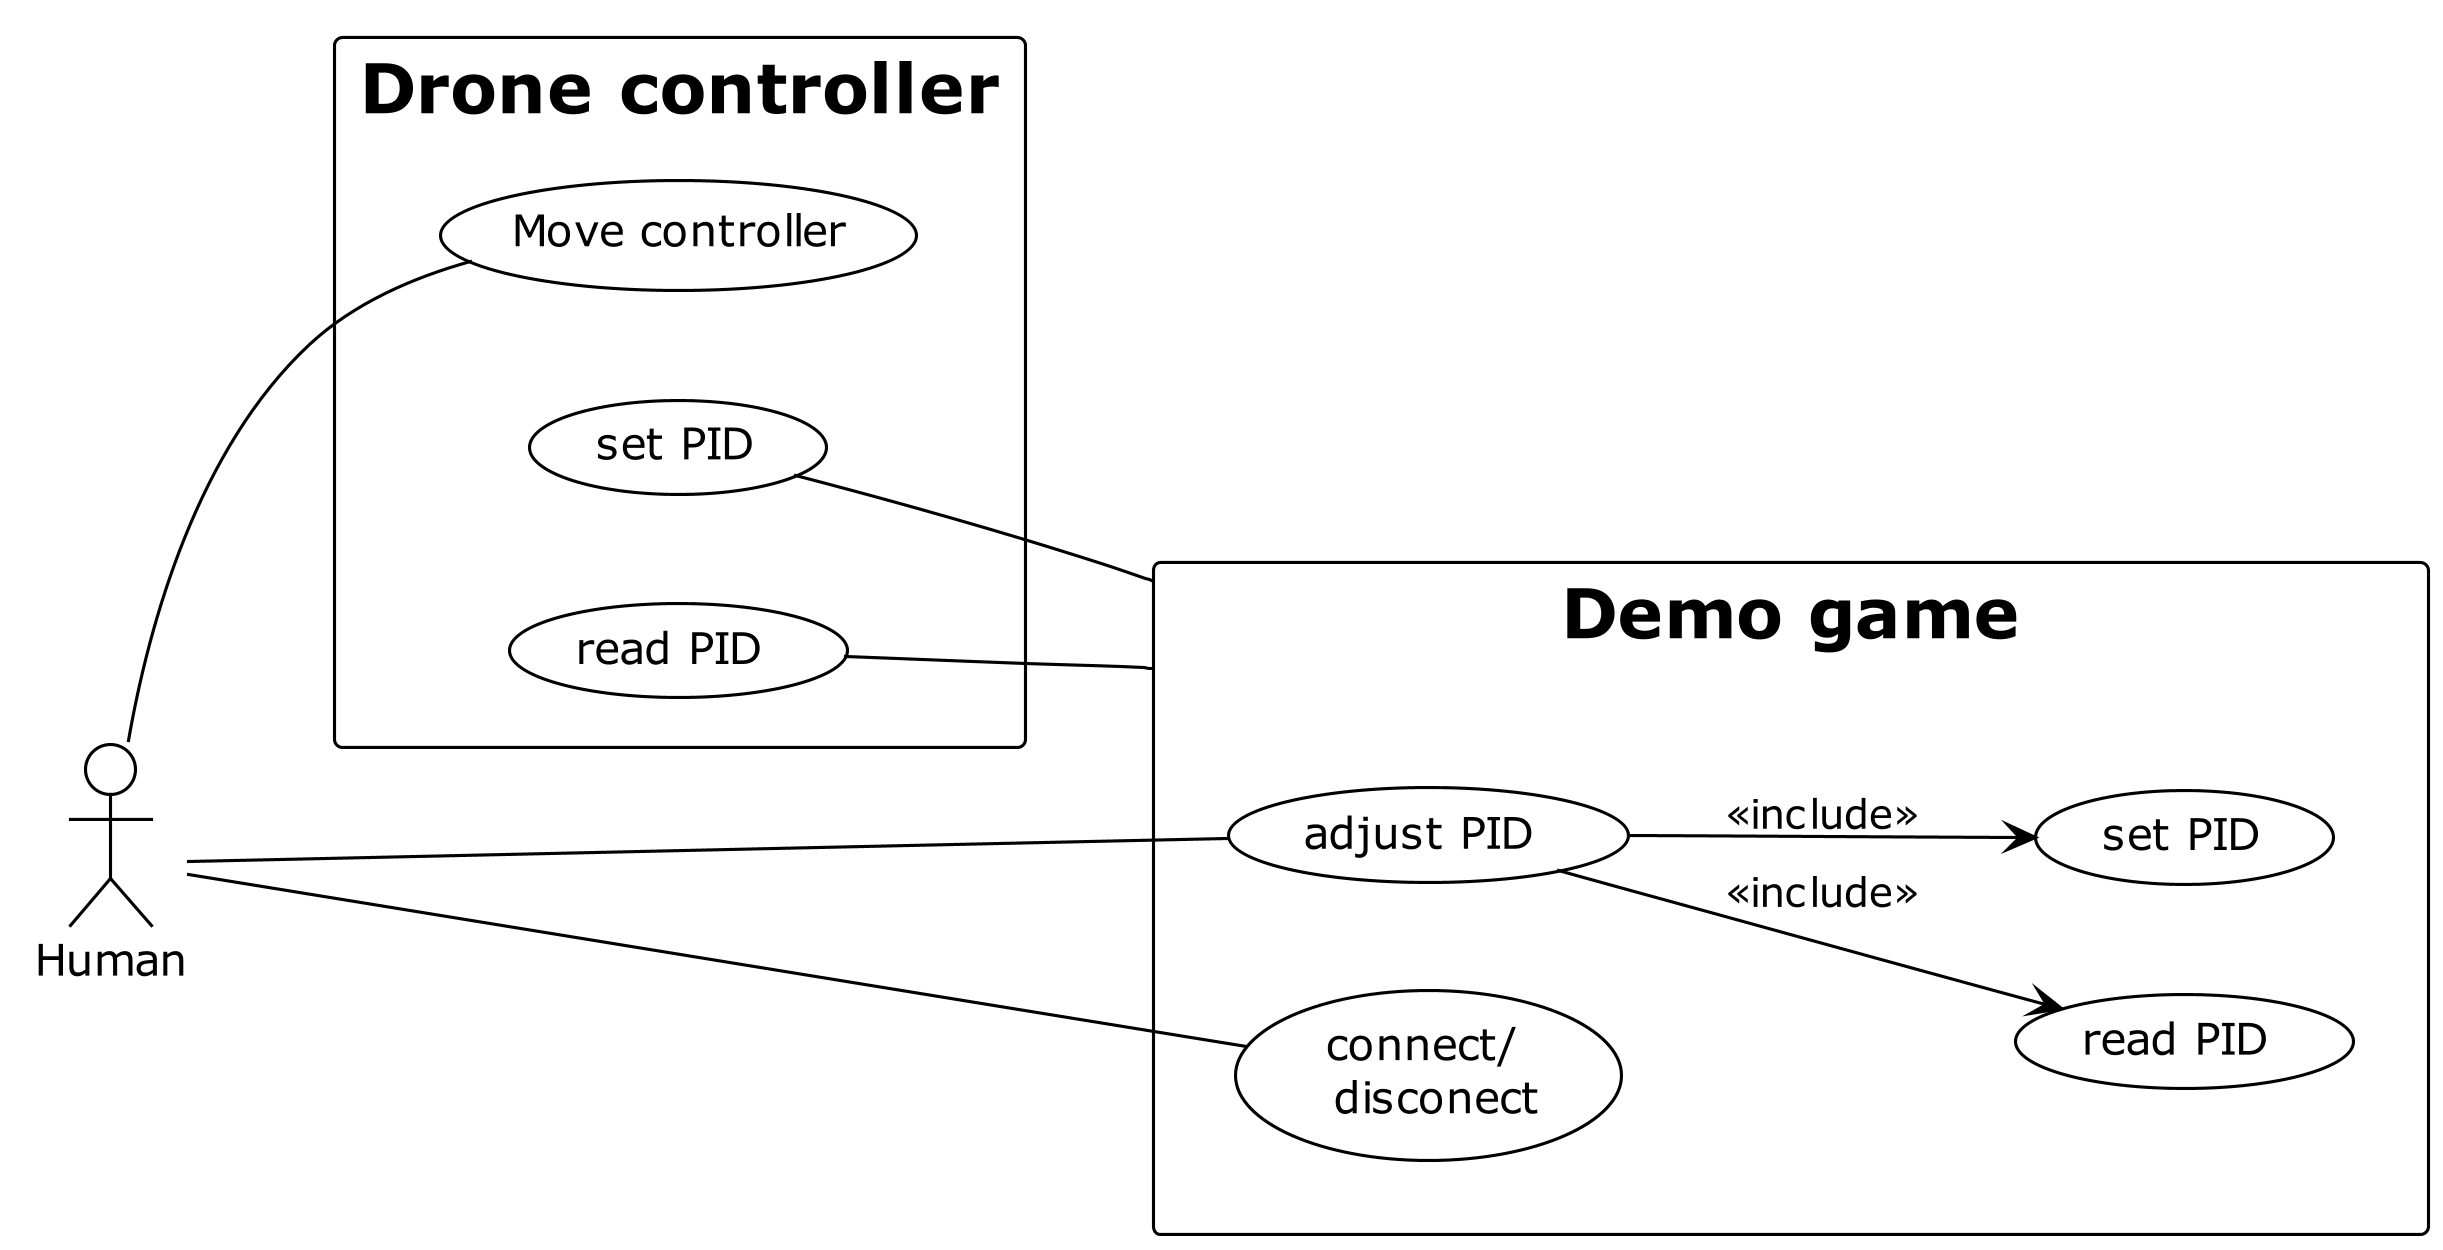 Drone controller
Move controller
set PID
read PID
Human
Demo game
adjust PID
«include»
set PID
«include»
read PID
connect/
disconect